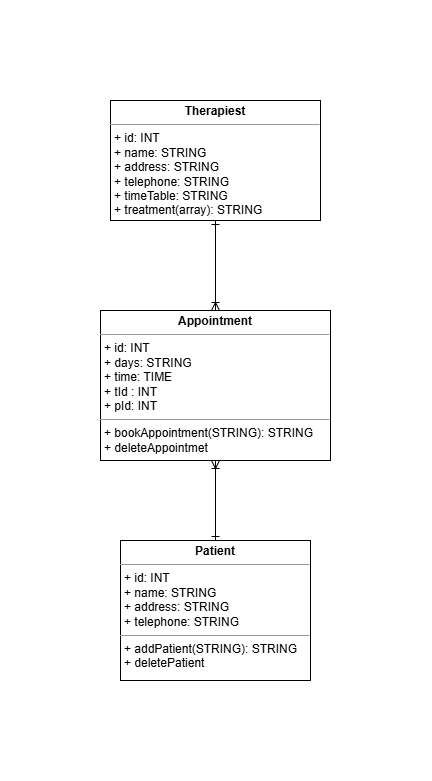 Therapiest
+ id: INT
+ name: STRING
+ address: STRING
+ telephone: STRING
+ timeTable: STRING
+ treatment(array): STRING
Appointment
+ id: INT
+ days: STRING
+ time: TIME
+ tId : INT
+ pId: INT
+ bookAppointment(STRING): STRING
+ deleteAppointmet
Patient
+ id: INT
+ name: STRING
+ address: STRING
+ telephone: STRING
+ addPatient(STRING): STRING
+ deletePatient